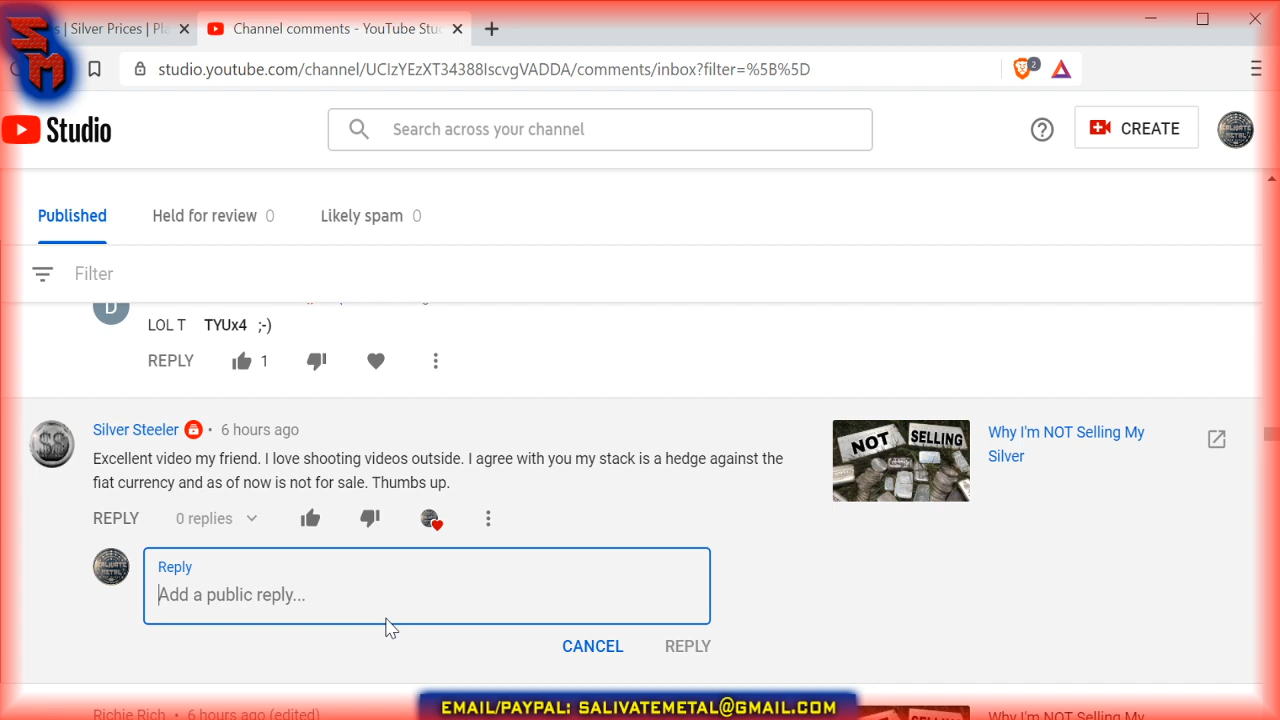 SM
s | Silver Prices | Pla
Channel comments - YouTube Stu
studio.youtube.com/channel/UCIzYEzXT34388IscvgVADDA/comments/inbox?filter=%5B%5D
2
Studio
Search across your channel
CREATE
Published
Held for review 0
Likely spam 0
Filter
D
LOL T TYUx4 ;-)
REPLY
1
Silver Steeler • 6 hours ago
Excellent video my friend. I love shooting videos outside. I agree with you my stack is a hedge against the
fiat currency and as of now is not for sale. Thumbs up.
REPLY
0 replies
NOT SELLING
Why I'm NOT Selling My
Silver
Reply
Add a public reply...
CANCEL
REPLY
Richie Rich • 6 hours ago (edited)
Why I'm NOT Selling My
EMAIL/PAYPAL: SALIVATEMETAL@GMAIL.COM